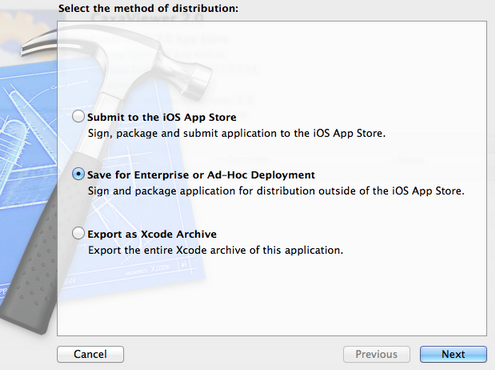 Select the method of distribution:
Submit to the iOS App Store
Sign, package and submit application to the iOS App Store.
Save for Enterprise or Ad-Hoc Deployment
Sign and package application for distribution outside of the iOS App Store.
Export as Xcode Archive
Export the entire Xcode archive of this application.
Cancel
Previous
Next